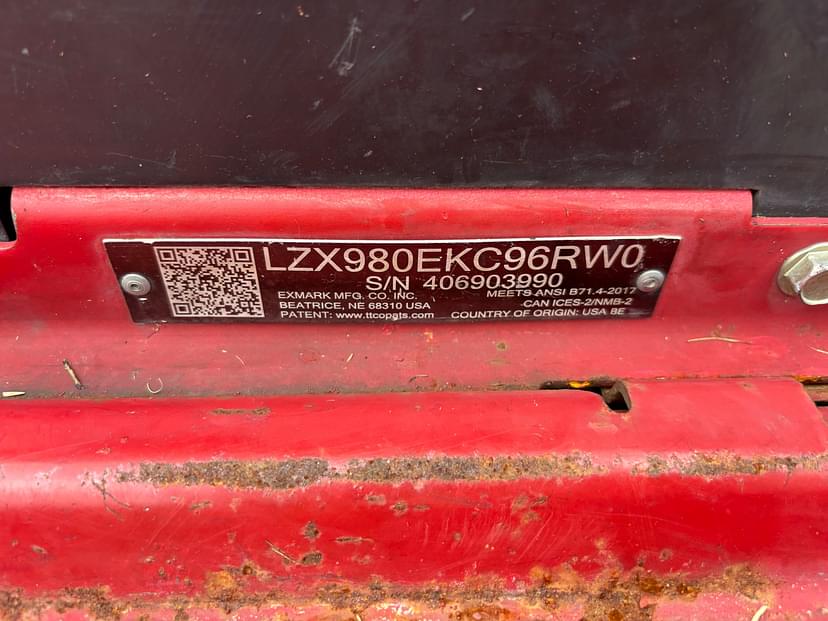 LZX980EKC96RW0
S/N 406903990
EXMARK MFG. CO. INC.
BEATRICE, NE 68310 USA
PATENT: www.ttcopats.com
MEETS ANSI B71.4-2017
CAN ICES-2/NMB-2
COUNTRY OF ORIGIN: USA BE